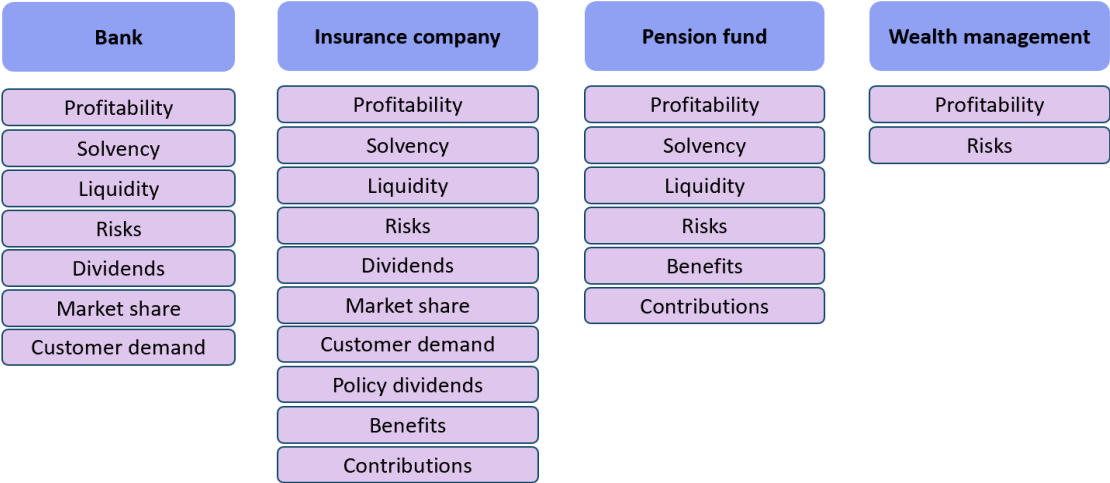 Bank
Profitability
Solvency
Liquidity
Risks
Dividends
Market share
Customer demand
Insurance company
Profitability
Solvency
Liquidity
Risks
Dividends
Market share
Customer demand
Policy dividends
Benefits
Contributions
Pension fund
Profitability
Solvency
Liquidity
Risks
Benefits
Contributions
Wealth management
Profitability
Risks